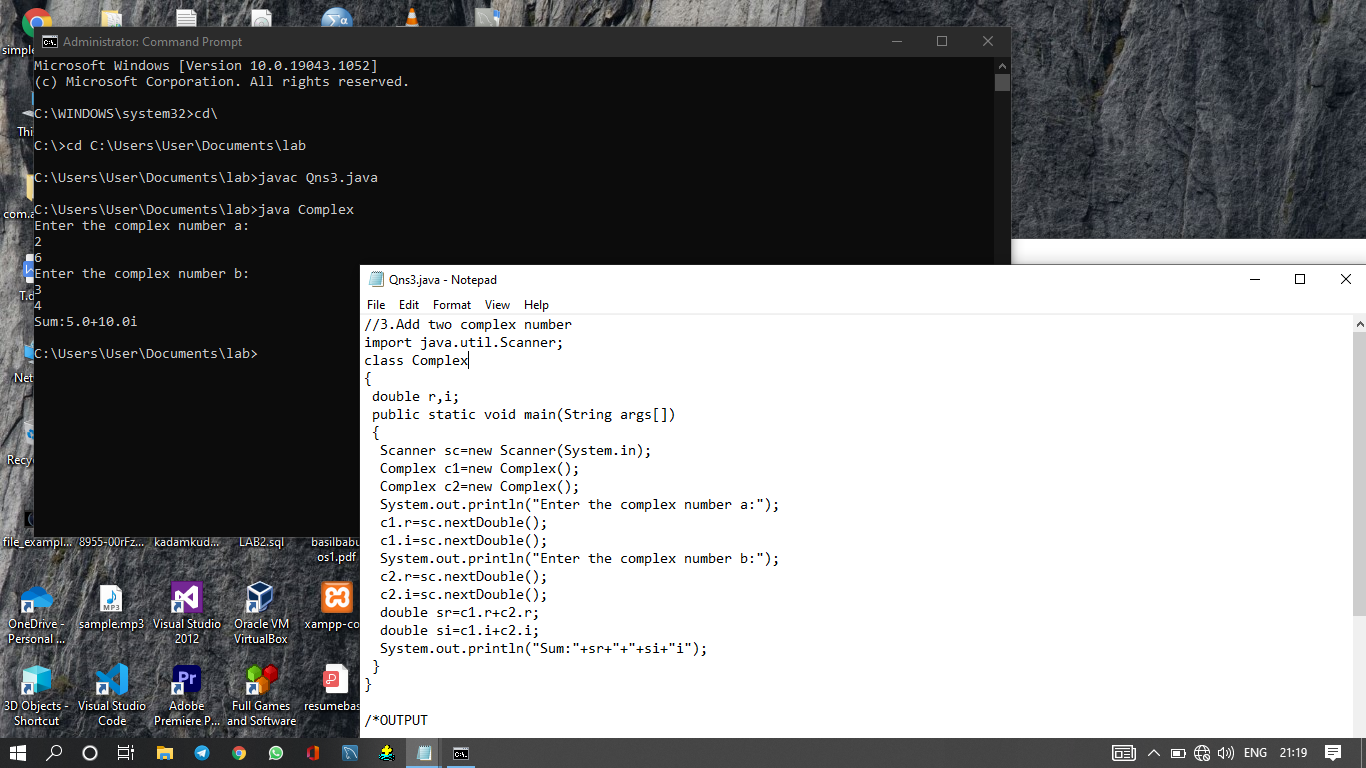 Administrator: Command Prompt
Microsoft Windows [Version 10.0.19043.1052]
(c) Microsoft Corporation. All rights reserved.
C:\WINDOWS\system32>cd\
C:\>cd C:\Users\User\Documents\lab
C:\Users\User\Documents\lab>javac Qns3.java
C:\Users\User\Documents\lab>java Complex
Enter the complex number a:
2
6
Enter the complex number b:
3
4
Sum:5.0+10.0i
C:\Users\User\Documents\lab>
Qns3.java - Notepad
File Edit Format View Help
//3.Add two complex number
import java.util.Scanner;
class Complex
{
double r,i;
public static void main(String args[])
{
Scanner sc=new Scanner(System.in);
Complex c1=new Complex();
Complex c2=new Complex();
System.out.println("Enter the complex number a:");
c1.r=sc.nextDouble();
c1.i=sc.nextDouble();
System.out.println("Enter the complex number b:");
c2.r=sc.nextDouble();
c2.i=sc.nextDouble();
double sr=c1.r+c2.r;
double si=c1.i+c2.i;
System.out.println("Sum:"+sr+"+"+si+"i");
}
}
/*OUTPUT
simple
Thi
com.a
T.d
Net
Recy
file_exampl... 8955-00rFz... kadamkud... LAB2.sql basilbabu
os1.pdf
OneDrive - sample.mp3 Visual Studio Oracle VM xampp-co
Personal ... 2012 VirtualBox
3D Objects - Visual Studio Adobe Full Games resumebas
Shortcut Code Premiere P... and Software
ENG 21:19